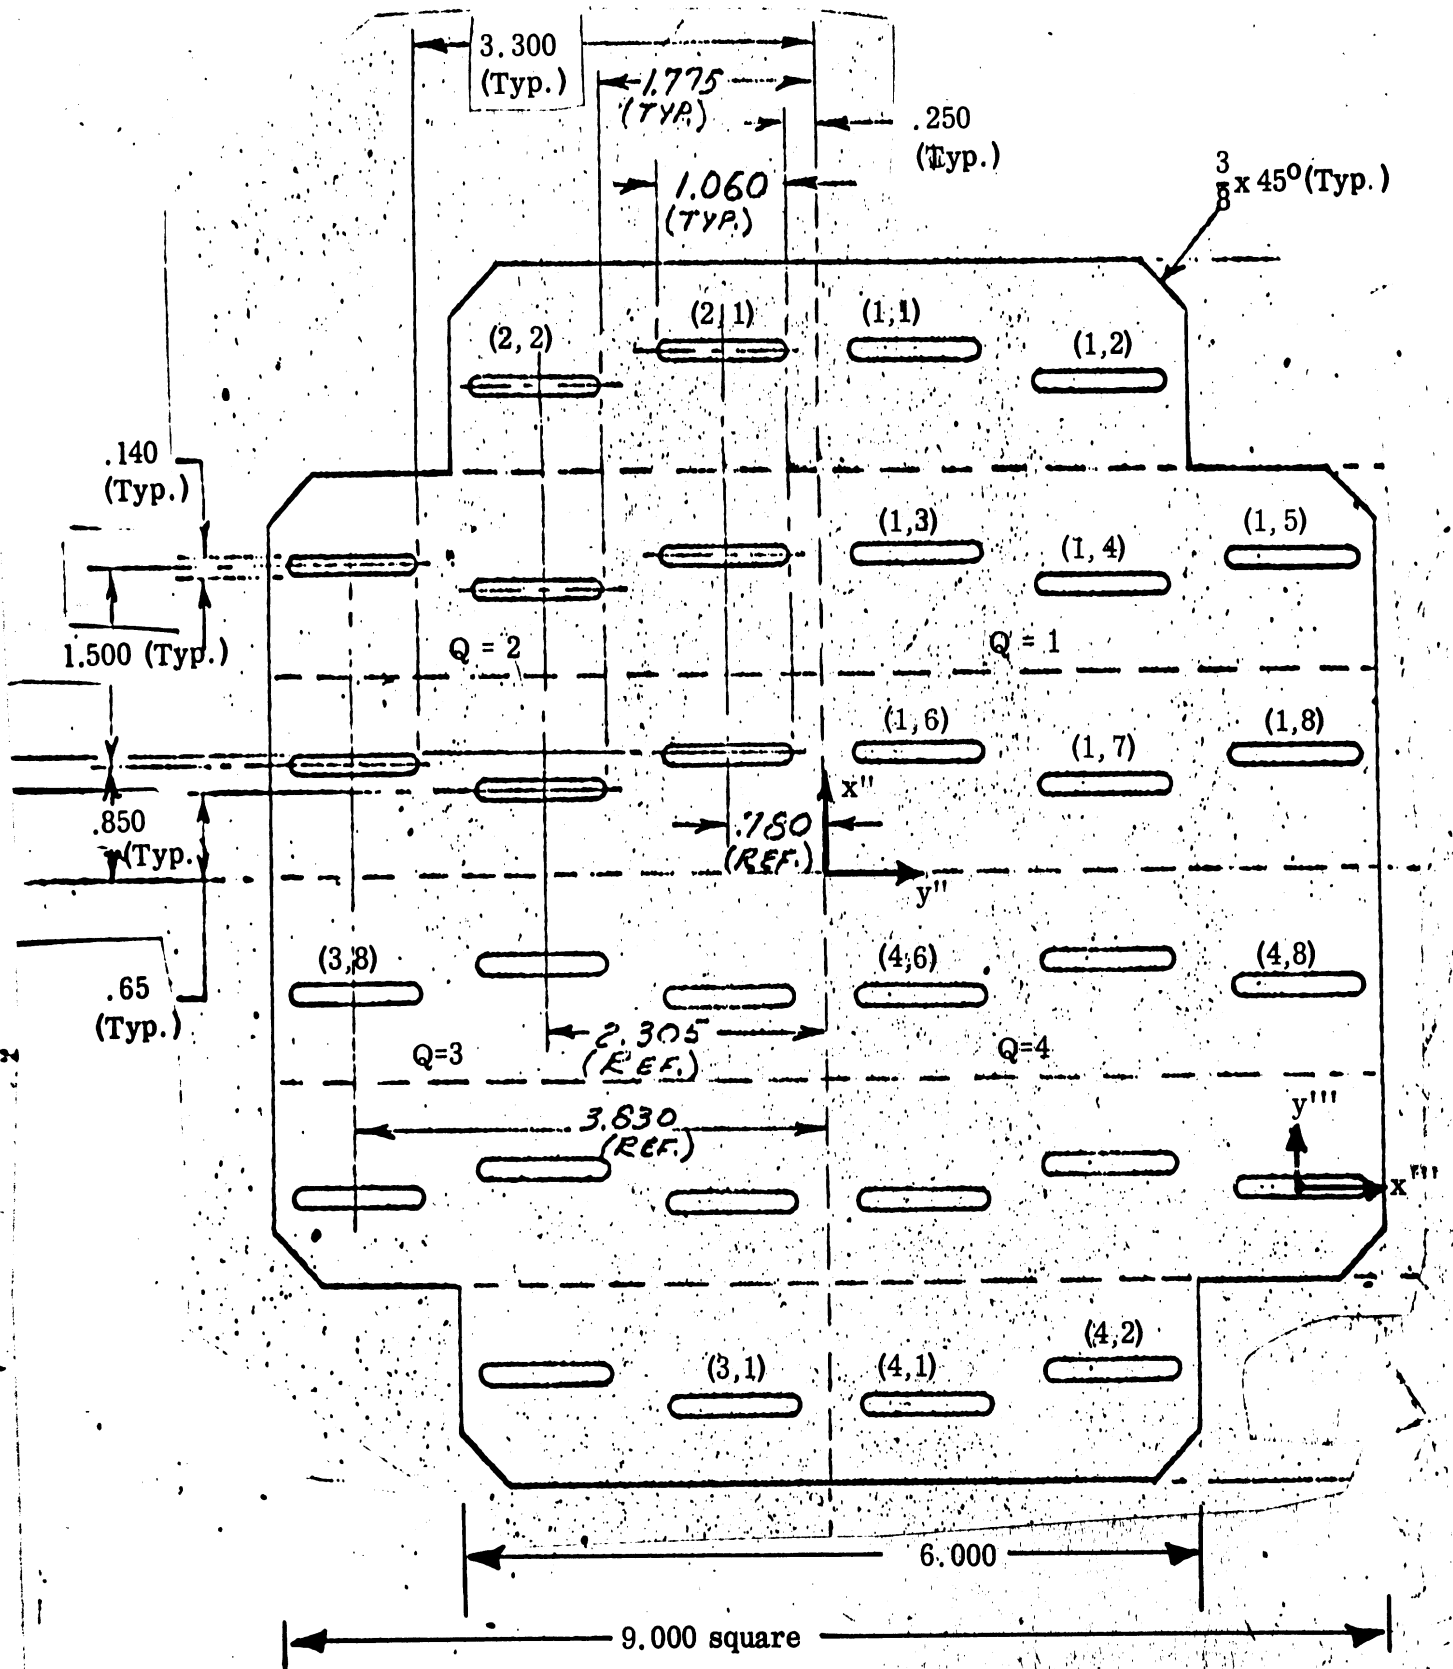 3.300
(Typ.)
1.775
(TYP.)
.250
(Typ.)
1.060
(TYP.)
3/8 x 45° (Typ.)
(2,1)
(1,1)
(2,2)
(1,2)
.140
(Typ.)
(1,3)
(1,4)
(1,5)
1.500 (Typ.)
Q = 2
Q = 1
(1,6)
(1,7)
(1,8)
x"
.850
(Typ.
.780
(REF.)
y"
(3,8)
(4,6)
(4,8)
.65
(Typ.)
2.305
(REF.)
Q=3
Q=4
3.830
(REF.)
y'''
x'''
(4,2)
(3,1)
(4,1)
6.000
9.000 square